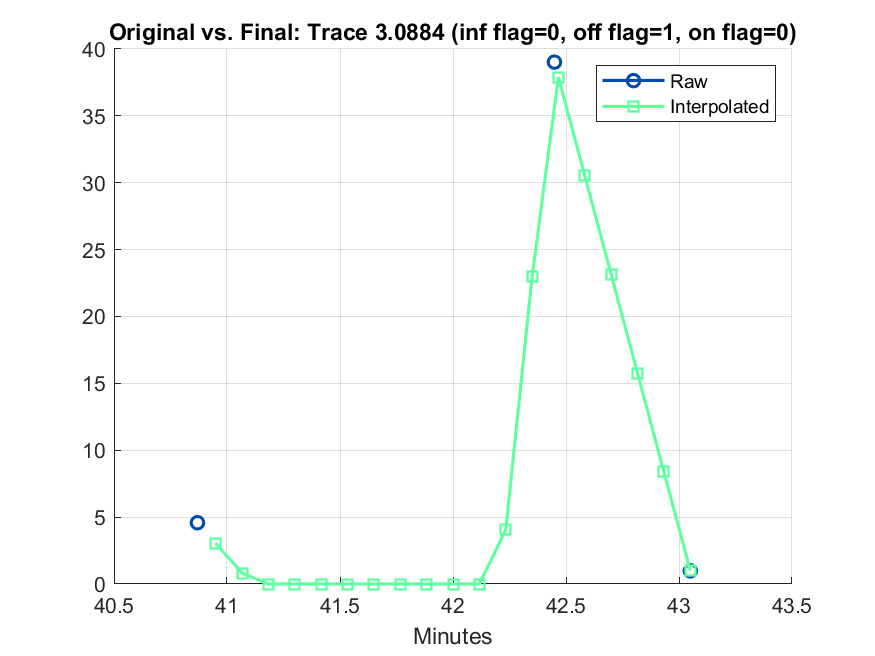 Original vs. Final: Trace 3.0884 (inf flag=0, off flag=1, on flag=0)
40
35
30
25
20
15
10
5
0
Raw
Interpolated
40.5 41 41.5 42 42.5 43 43.5
Minutes